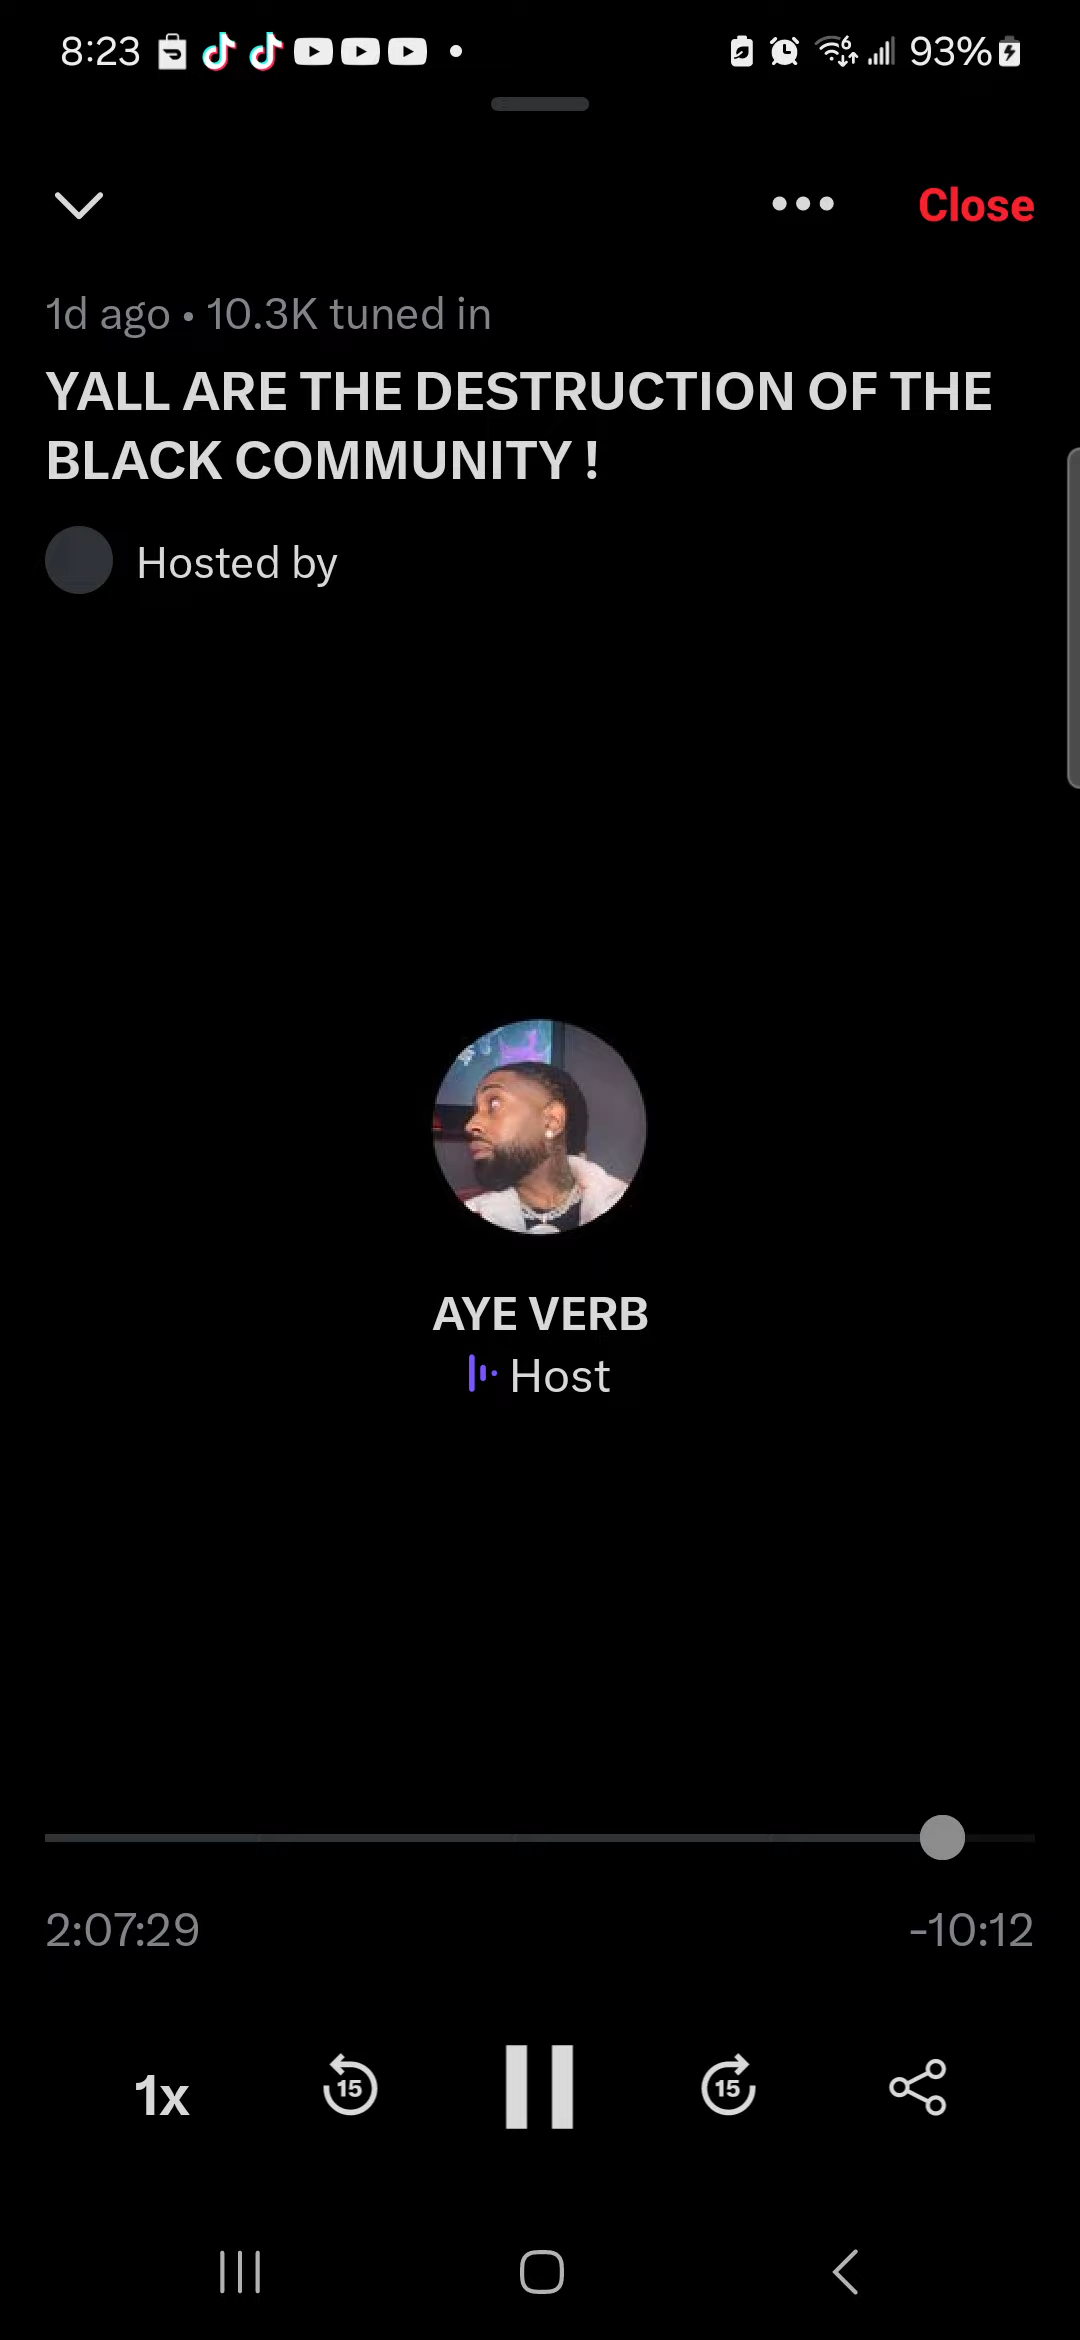 8:23 93%
Close
1d ago • 10.3K tuned in
YALL ARE THE DESTRUCTION OF THE
BLACK COMMUNITY !
Hosted by
AYE VERB
Host
2:07:29 -10:12
1x 15 15